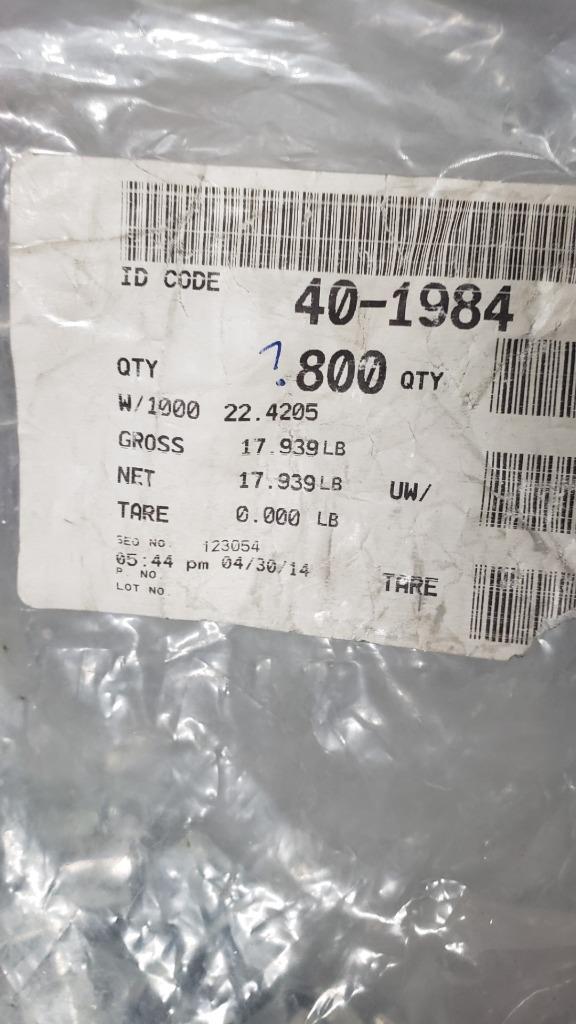 ID CODE 40-1984
QTY ? 800 QTY
W/1000 22.4205
GROSS 17.939 LB
NET 17.939 LB UW/
TARE 0.000 LB
SEQ NO. 123054
05:44 pm 04/30/14
P. NO. TARE
LOT NO.